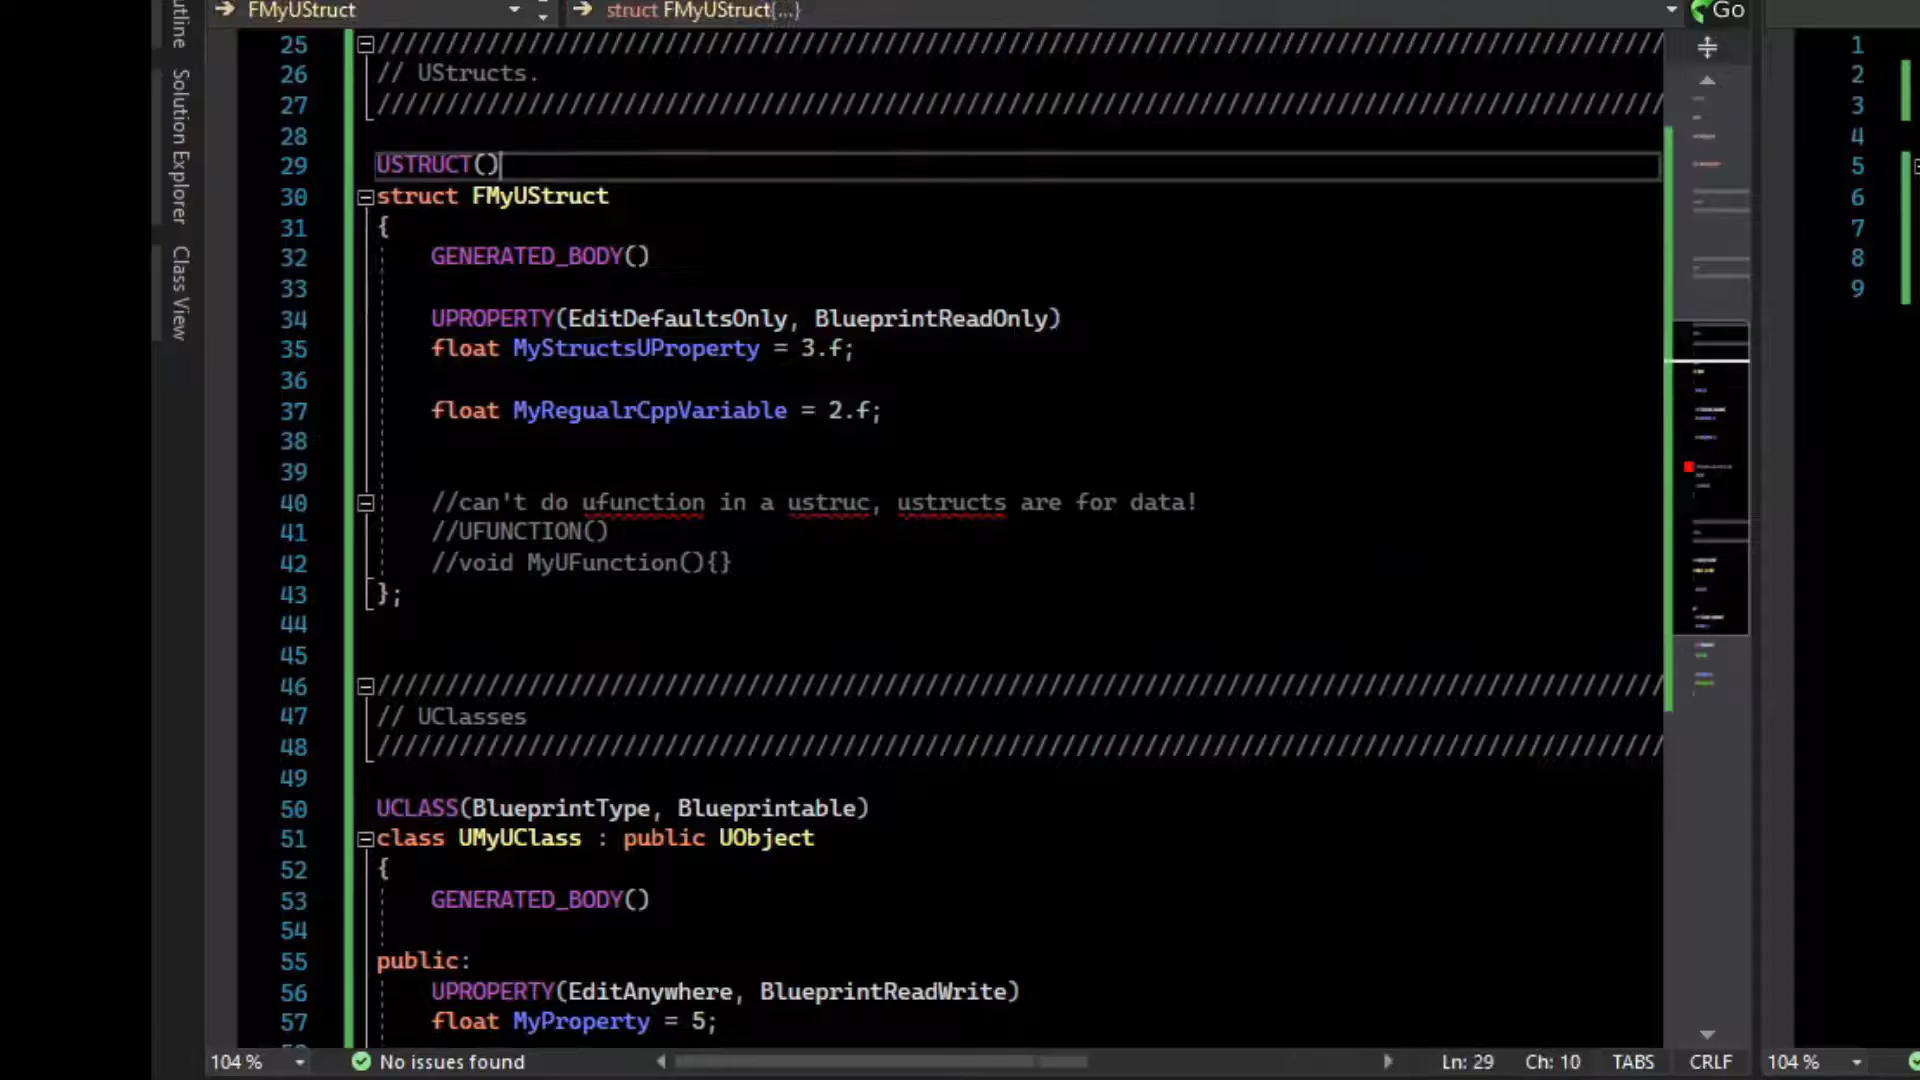 utline
Solution Explorer
Class View
FMyUStruct
struct FMyUStruct{...}
Go
25 ////////////////////////////////////////////////////////////////////////////////////////////////
26 // UStructs.
27 ////////////////////////////////////////////////////////////////////////////////////////////////
28
29 USTRUCT()
30 struct FMyUStruct
31 {
32 GENERATED_BODY()
33
34 UPROPERTY(EditDefaultsOnly, BlueprintReadOnly)
35 float MyStructsUProperty = 3.f;
36
37 float MyRegualrCppVariable = 2.f;
38
39
40 //can't do ufunction in a ustruc, ustructs are for data!
41 //UFUNCTION()
42 //void MyUFunction(){}
43 };
44
45
46 ////////////////////////////////////////////////////////////////////////////////////////////////
47 // UClasses
48 ////////////////////////////////////////////////////////////////////////////////////////////////
49
50 UCLASS(BlueprintType, Blueprintable)
51 class UMyUClass : public UObject
52 {
53 GENERATED_BODY()
54
55 public:
56 UPROPERTY(EditAnywhere, BlueprintReadWrite)
57 float MyProperty = 5;
1
2
3
4
5
6
7
8
9
104 %
No issues found
Ln: 29
Ch: 10
TABS
CRLF
104 %